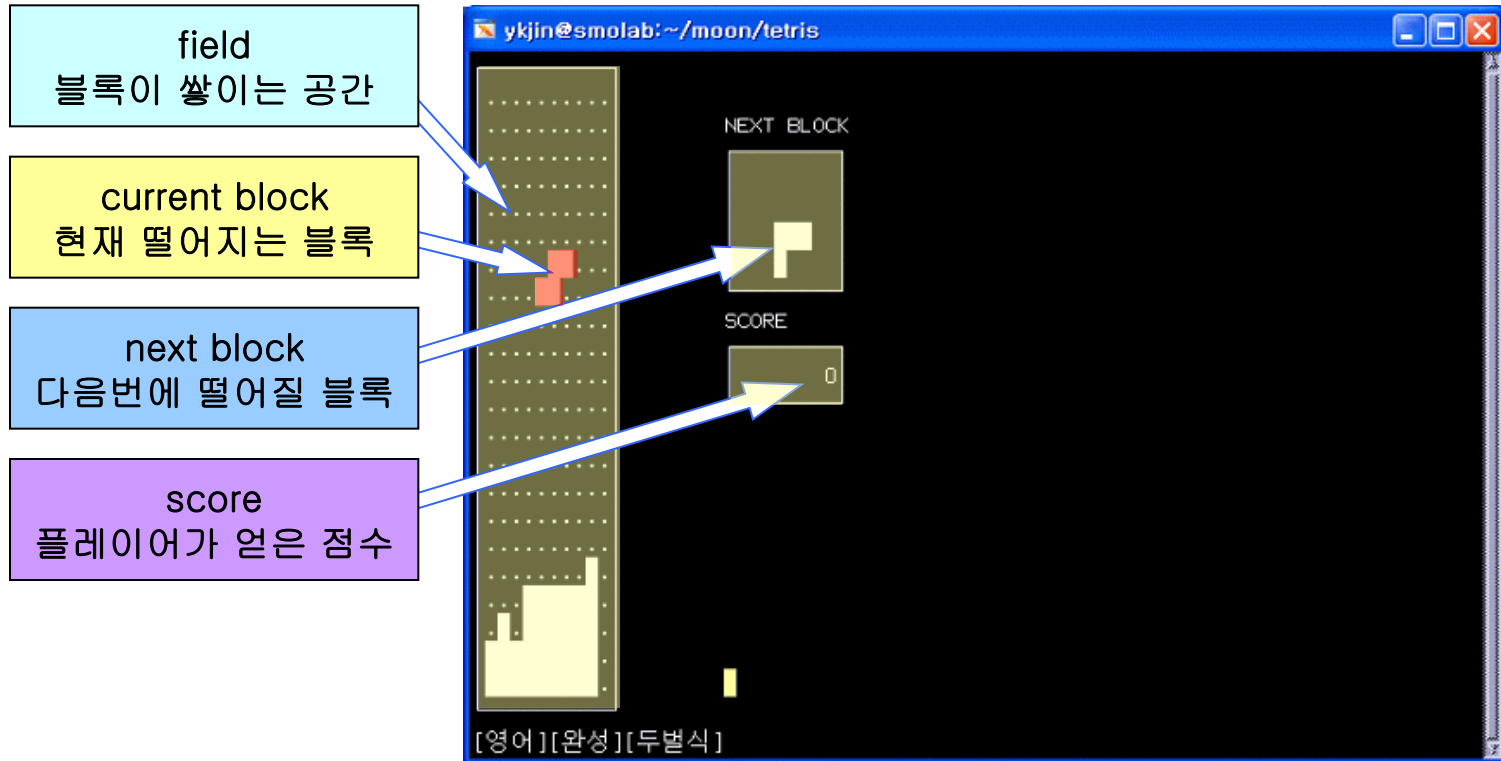 field
블록이 쌓이는 공간
current block
현재 떨어지는 블록
next block
다음번에 떨어질 블록
score
플레이어가 얻은 점수
ykjin@smolab:~/moon/tetris
NEXT BLOCK
SCORE
0
[영어][완성][두벌식]